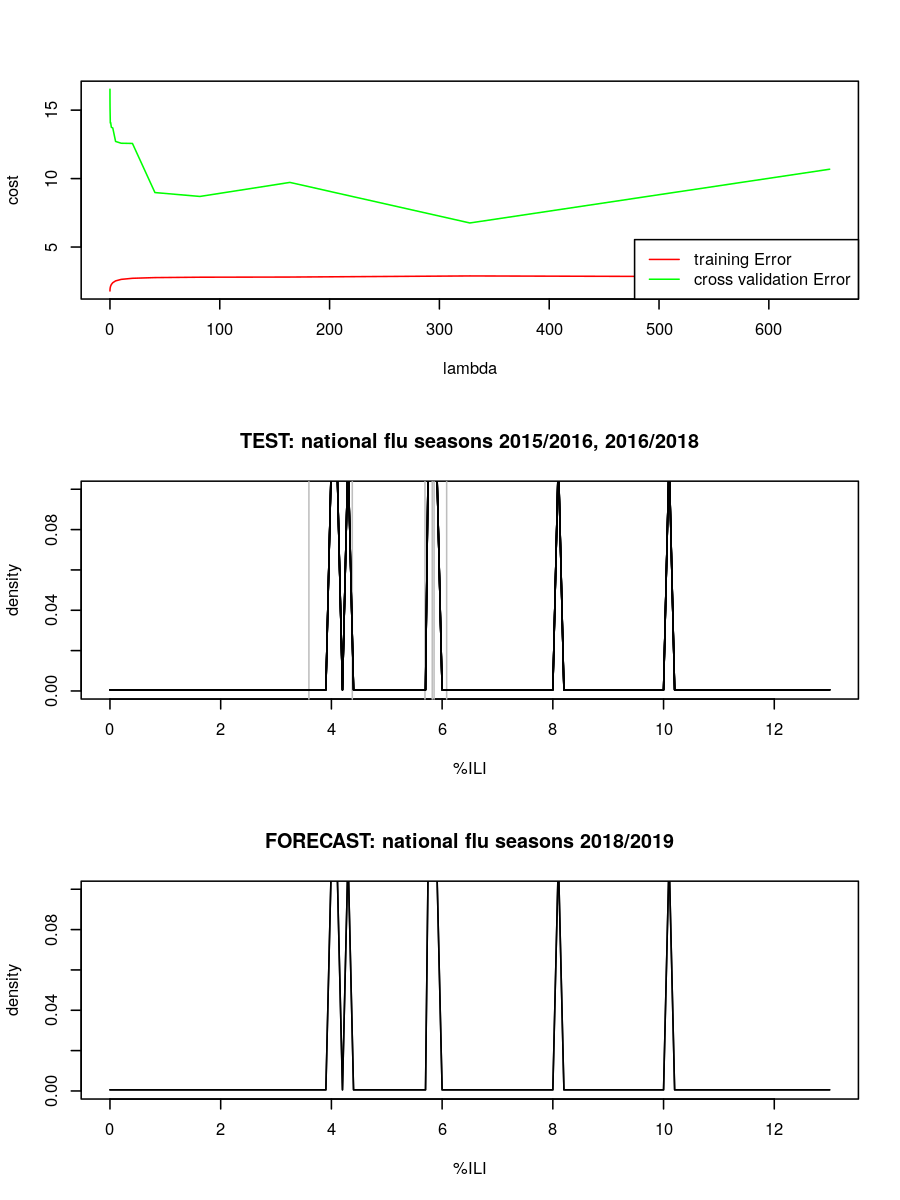 cost
15
10
5
training Error
cross validation Error
0 100 200 300 400 500 600
lambda
TEST: national flu seasons 2015/2016, 2016/2018
density
0.08
0.04
0.00
0 2 4 6 8 10 12
%ILI
FORECAST: national flu seasons 2018/2019
density
0.08
0.04
0.00
0 2 4 6 8 10 12
%ILI